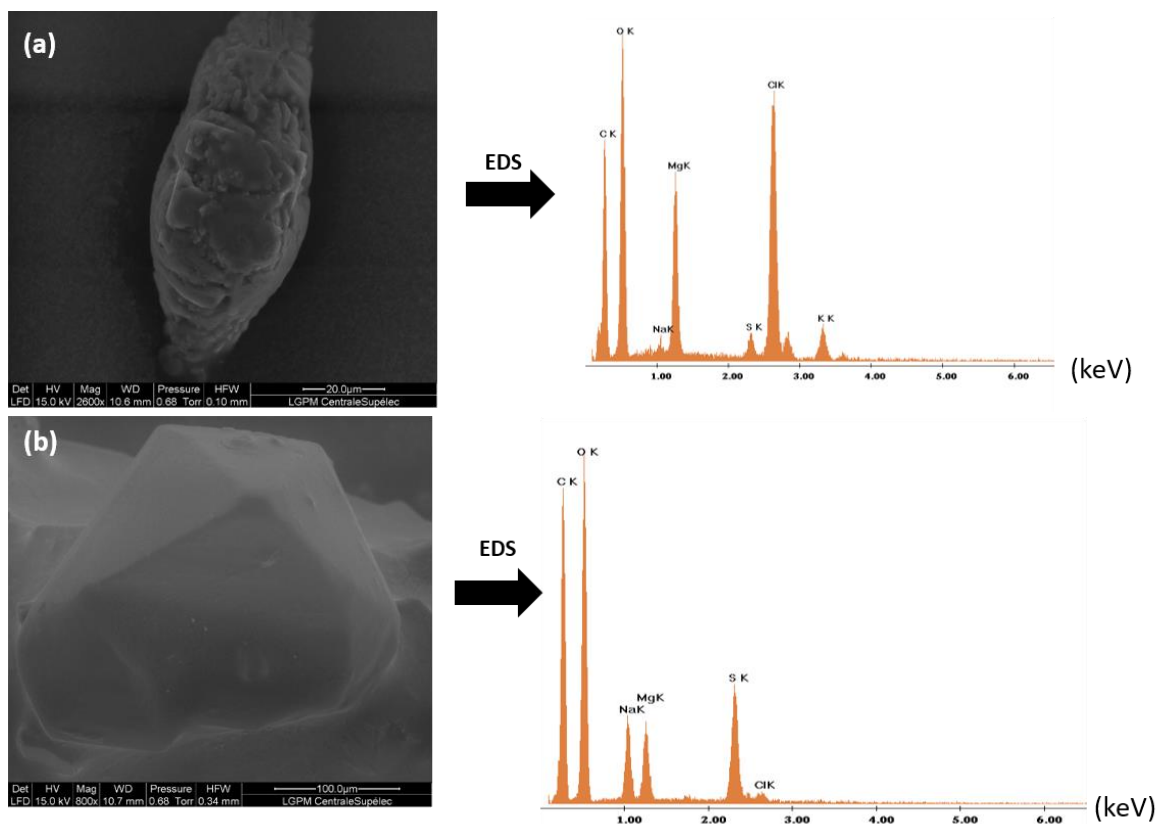 (a)
Det HV Mag WD Pressure HFW 20.0µm
LFD 15.0 kV 2600x 10.6 mm 0.68 Torr 0.10 mm LGPM CentraleSupélec
EDS
O K
C K
ClK
MgK
NaK
S K
K K
1.00 2.00 3.00 4.00 5.00 6.00
(keV)
(b)
Det HV Mag WD Pressure HFW 100.0µm
LFD 15.0 kV 800x 10.7 mm 0.68 Torr 0.34 mm LGPM CentraleSupélec
EDS
O K
C K
S K
MgK
NaK
ClK
1.00 2.00 3.00 4.00 5.00 6.00
(keV)